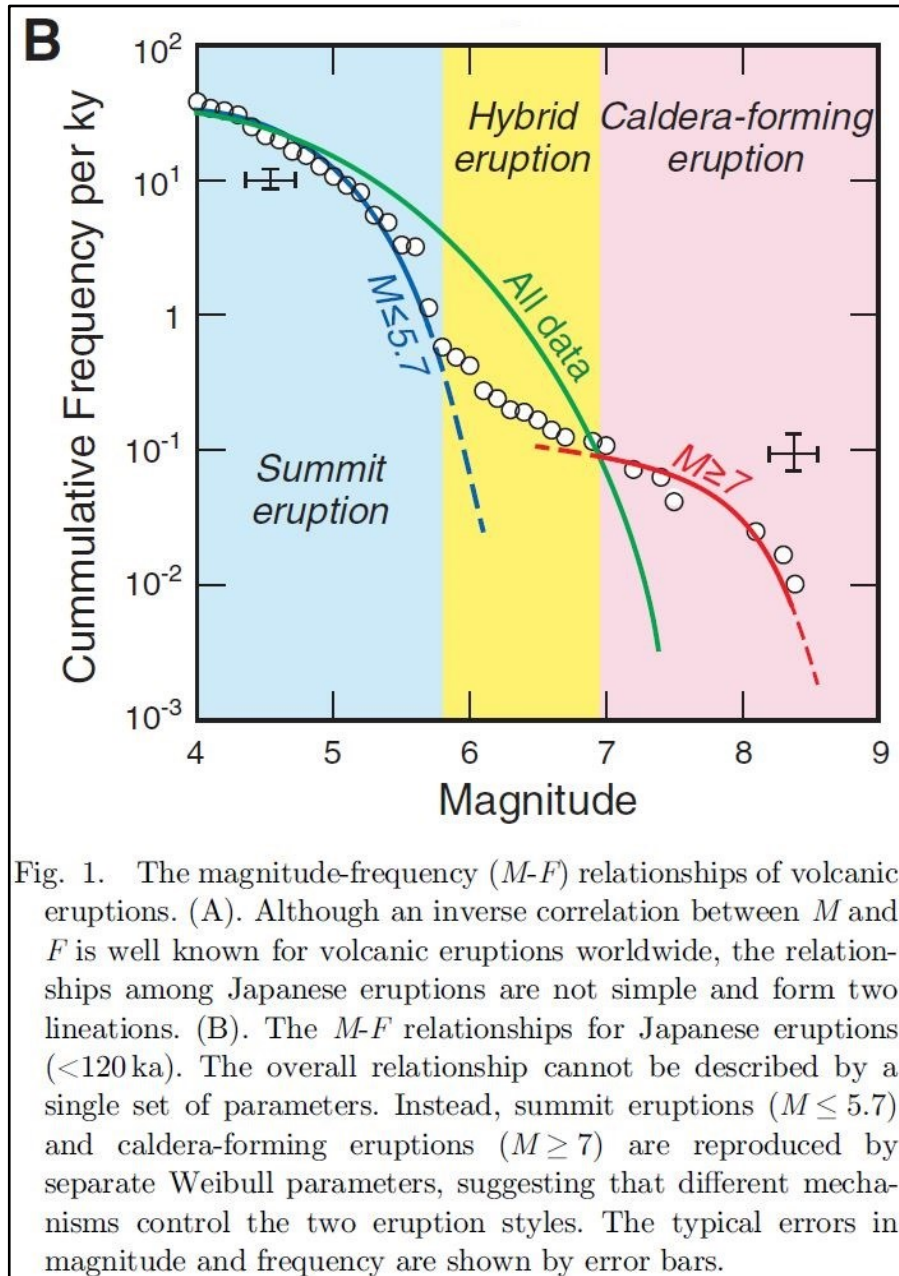 B
Cummulative Frequency per ky
10²
10¹
1
10⁻¹
10⁻²
10⁻³
Hybrid
eruption
Caldera-forming
eruption
All data
M≤5.7
M≥7
Summit
eruption
4 5 6 7 8 9
Magnitude
Fig. 1. The magnitude-frequency (M-F) relationships of volcanic
eruptions. (A). Although an inverse correlation between M and
F is well known for volcanic eruptions worldwide, the relation-
ships among Japanese eruptions are not simple and form two
lineations. (B). The M-F relationships for Japanese eruptions
(<120 ka). The overall relationship cannot be described by a
single set of parameters. Instead, summit eruptions (M ≤ 5.7)
and caldera-forming eruptions (M ≥ 7) are reproduced by
separate Weibull parameters, suggesting that different mecha-
nisms control the two eruption styles. The typical errors in
magnitude and frequency are shown by error bars.